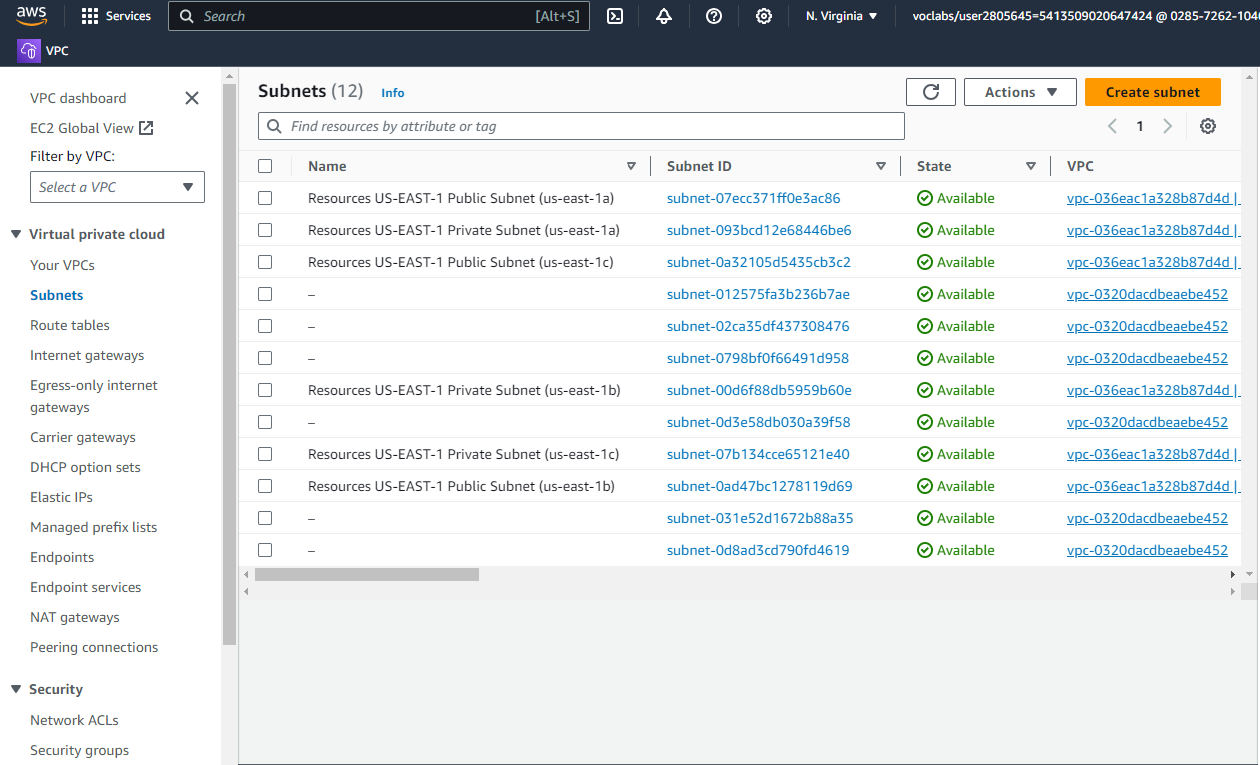 aws
Services
Search [Alt+S]
N. Virginia
voclabs/user2805645=5413509020647424 @ 0285-7262-104
VPC
VPC dashboard
EC2 Global View
Filter by VPC:
Select a VPC
Virtual private cloud
Your VPCs
Subnets
Route tables
Internet gateways
Egress-only internet
gateways
Carrier gateways
DHCP option sets
Elastic IPs
Managed prefix lists
Endpoints
Endpoint services
NAT gateways
Peering connections
Security
Network ACLs
Security groups
Subnets (12) Info
Actions
Create subnet
Find resources by attribute or tag
1
Name Subnet ID State VPC
Resources US-EAST-1 Public Subnet (us-east-1a) subnet-07ecc371ff0e3ac86 Available vpc-036eac1a328b87d4d |
Resources US-EAST-1 Private Subnet (us-east-1a) subnet-093bcd12e68446be6 Available vpc-036eac1a328b87d4d |
Resources US-EAST-1 Public Subnet (us-east-1c) subnet-0a32105d5435cb3c2 Available vpc-036eac1a328b87d4d |
– subnet-012575fa3b236b7ae Available vpc-0320dacdbeaebe452
– subnet-02ca35df437308476 Available vpc-0320dacdbeaebe452
– subnet-0798bf0f66491d958 Available vpc-0320dacdbeaebe452
Resources US-EAST-1 Private Subnet (us-east-1b) subnet-00d6f88db5959b60e Available vpc-036eac1a328b87d4d |
– subnet-0d3e58db030a39f58 Available vpc-0320dacdbeaebe452
Resources US-EAST-1 Private Subnet (us-east-1c) subnet-07b134cce65121e40 Available vpc-036eac1a328b87d4d |
Resources US-EAST-1 Public Subnet (us-east-1b) subnet-0ad47bc1278119d69 Available vpc-036eac1a328b87d4d |
– subnet-031e52d1672b88a35 Available vpc-0320dacdbeaebe452
– subnet-0d8ad3cd790fd4619 Available vpc-0320dacdbeaebe452